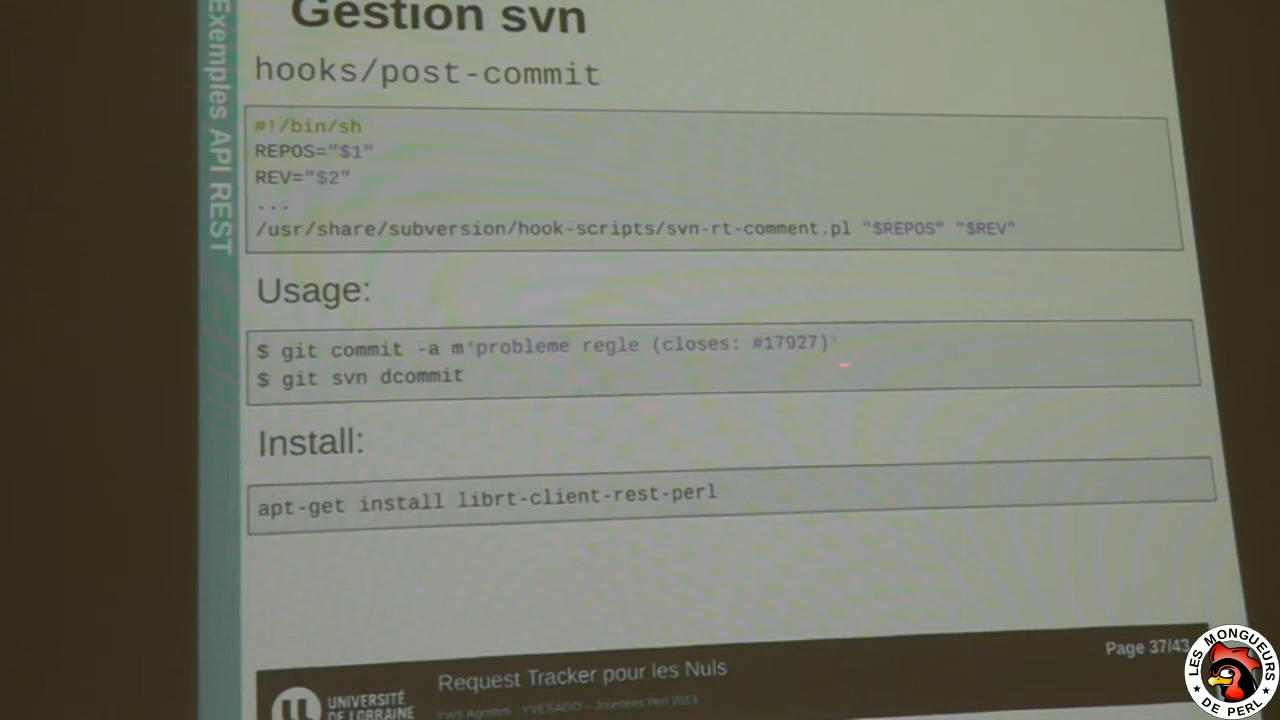 Gestion svn
Exemples API REST
hooks/post-commit
#!/bin/sh
REPOS="$1"
REV="$2"
...
/usr/share/subversion/hook-scripts/svn-rt-comment.pl "$REPOS" "$REV"
Usage:
$ git commit -a m'probleme regle (closes: #17927)'
$ git svn dcommit
Install:
apt-get install librt-client-rest-perl
Page 37/43
Request Tracker pour les Nuls
UNIVERSITÉ
DE LORRAINE
Yves Agostini - YVESAGO – Journées Perl 2013
LES MONGUEURS
DE PERL